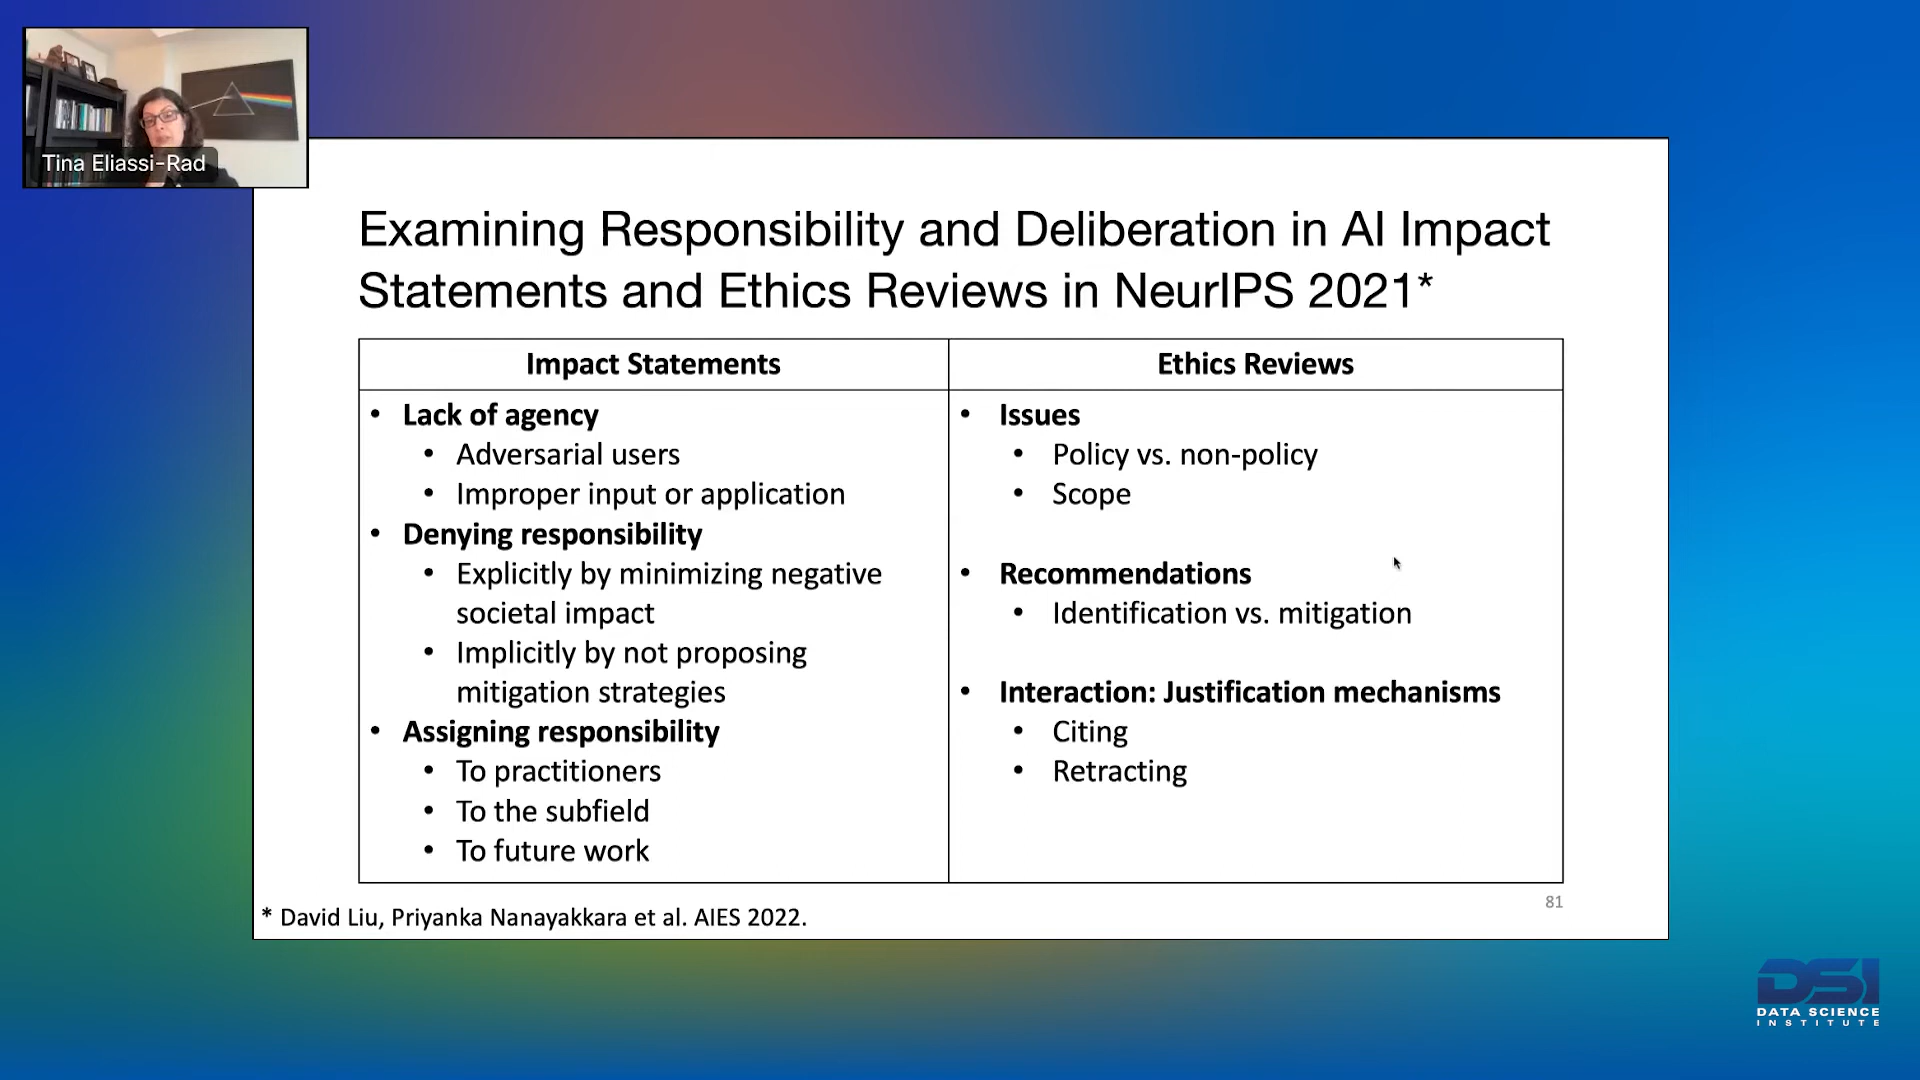 Tina Eliassi-Rad
Examining Responsibility and Deliberation in AI Impact
Statements and Ethics Reviews in NeurIPS 2021*
Impact Statements
• Lack of agency
• Adversarial users
• Improper input or application
• Denying responsibility
• Explicitly by minimizing negative
societal impact
• Implicitly by not proposing
mitigation strategies
• Assigning responsibility
• To practitioners
• To the subfield
• To future work
Ethics Reviews
• Issues
• Policy vs. non-policy
• Scope
• Recommendations
• Identification vs. mitigation
• Interaction: Justification mechanisms
• Citing
• Retracting
81
* David Liu, Priyanka Nanayakkara et al. AIES 2022.
DSI
DATA SCIENCE
INSTITUTE